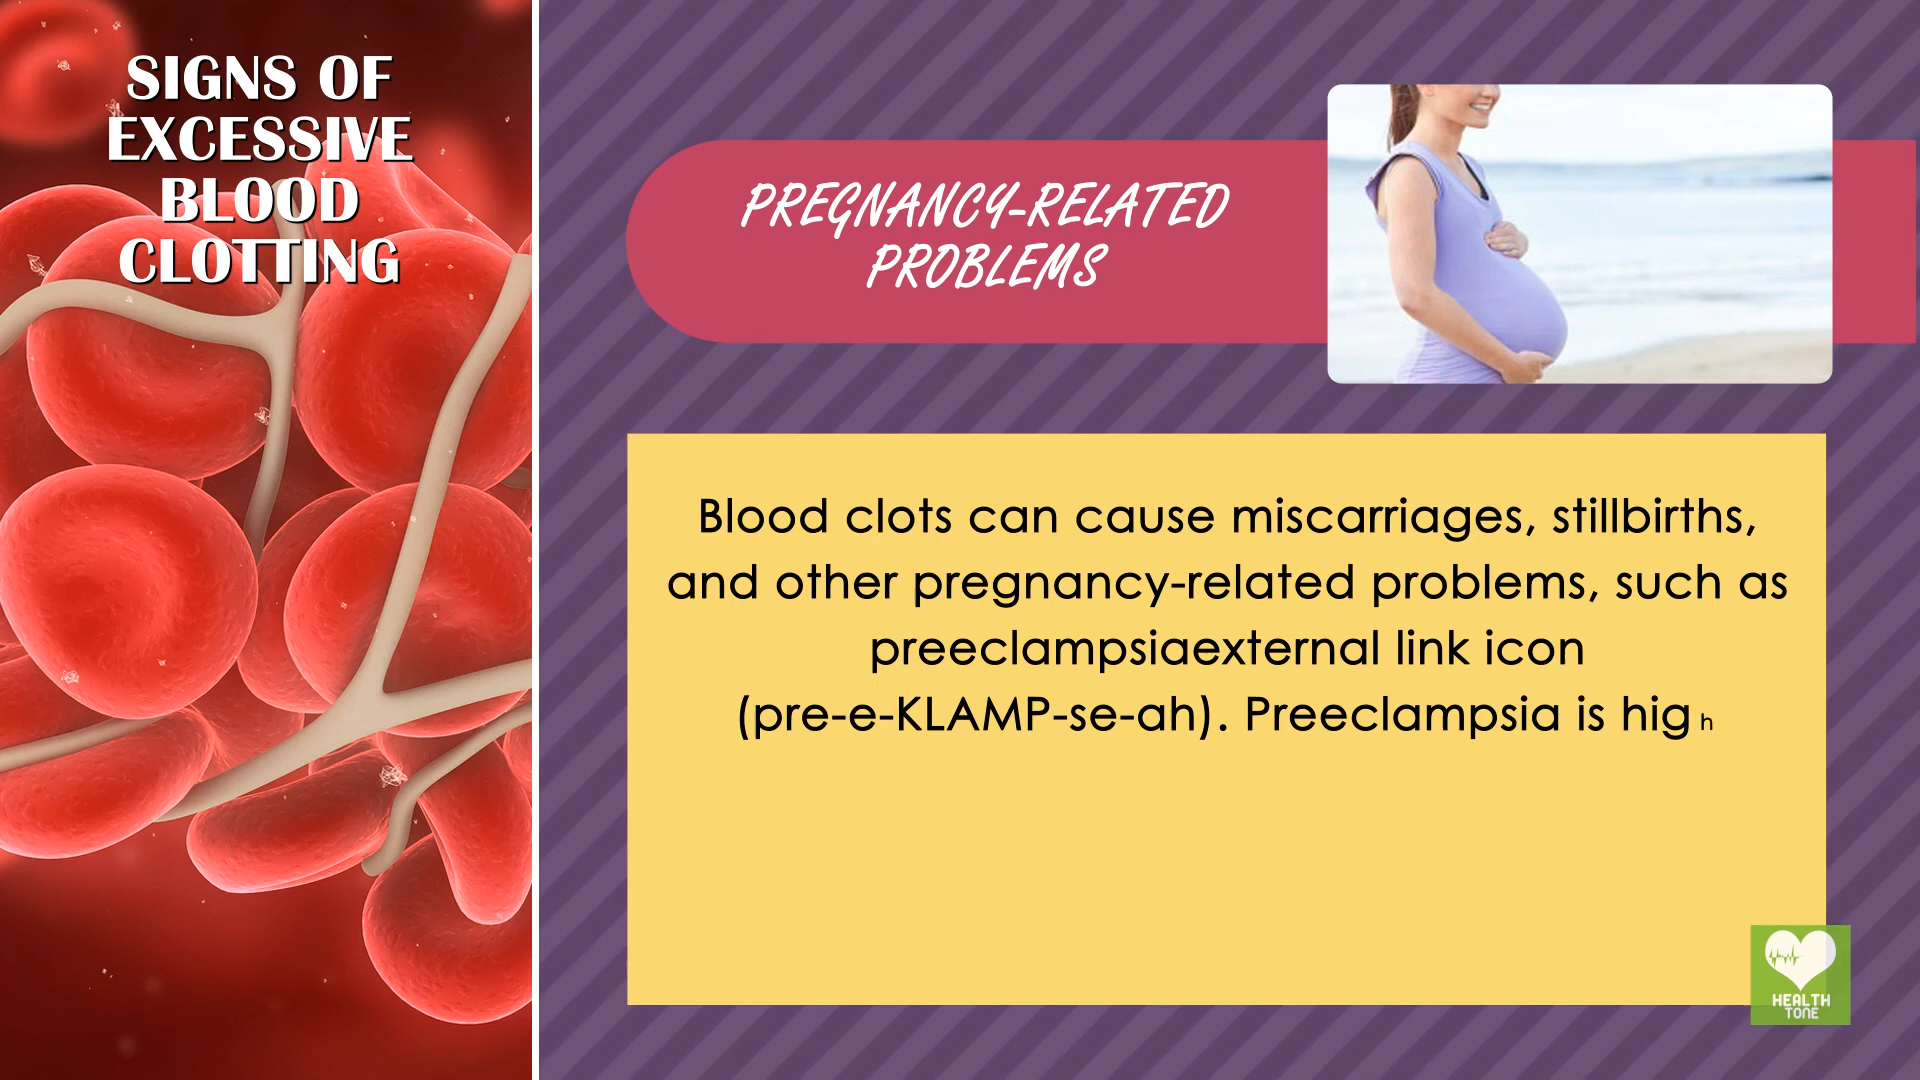 SIGNS OF
EXCESSIVE
BLOOD
CLOTTING
PREGNANCY-RELATED
PROBLEMS
Blood clots can cause miscarriages, stillbirths,
and other pregnancy-related problems, such as
preeclampsiaexternal link icon
(pre-e-KLAMP-se-ah). Preeclampsia is high
HEALTH
TONE